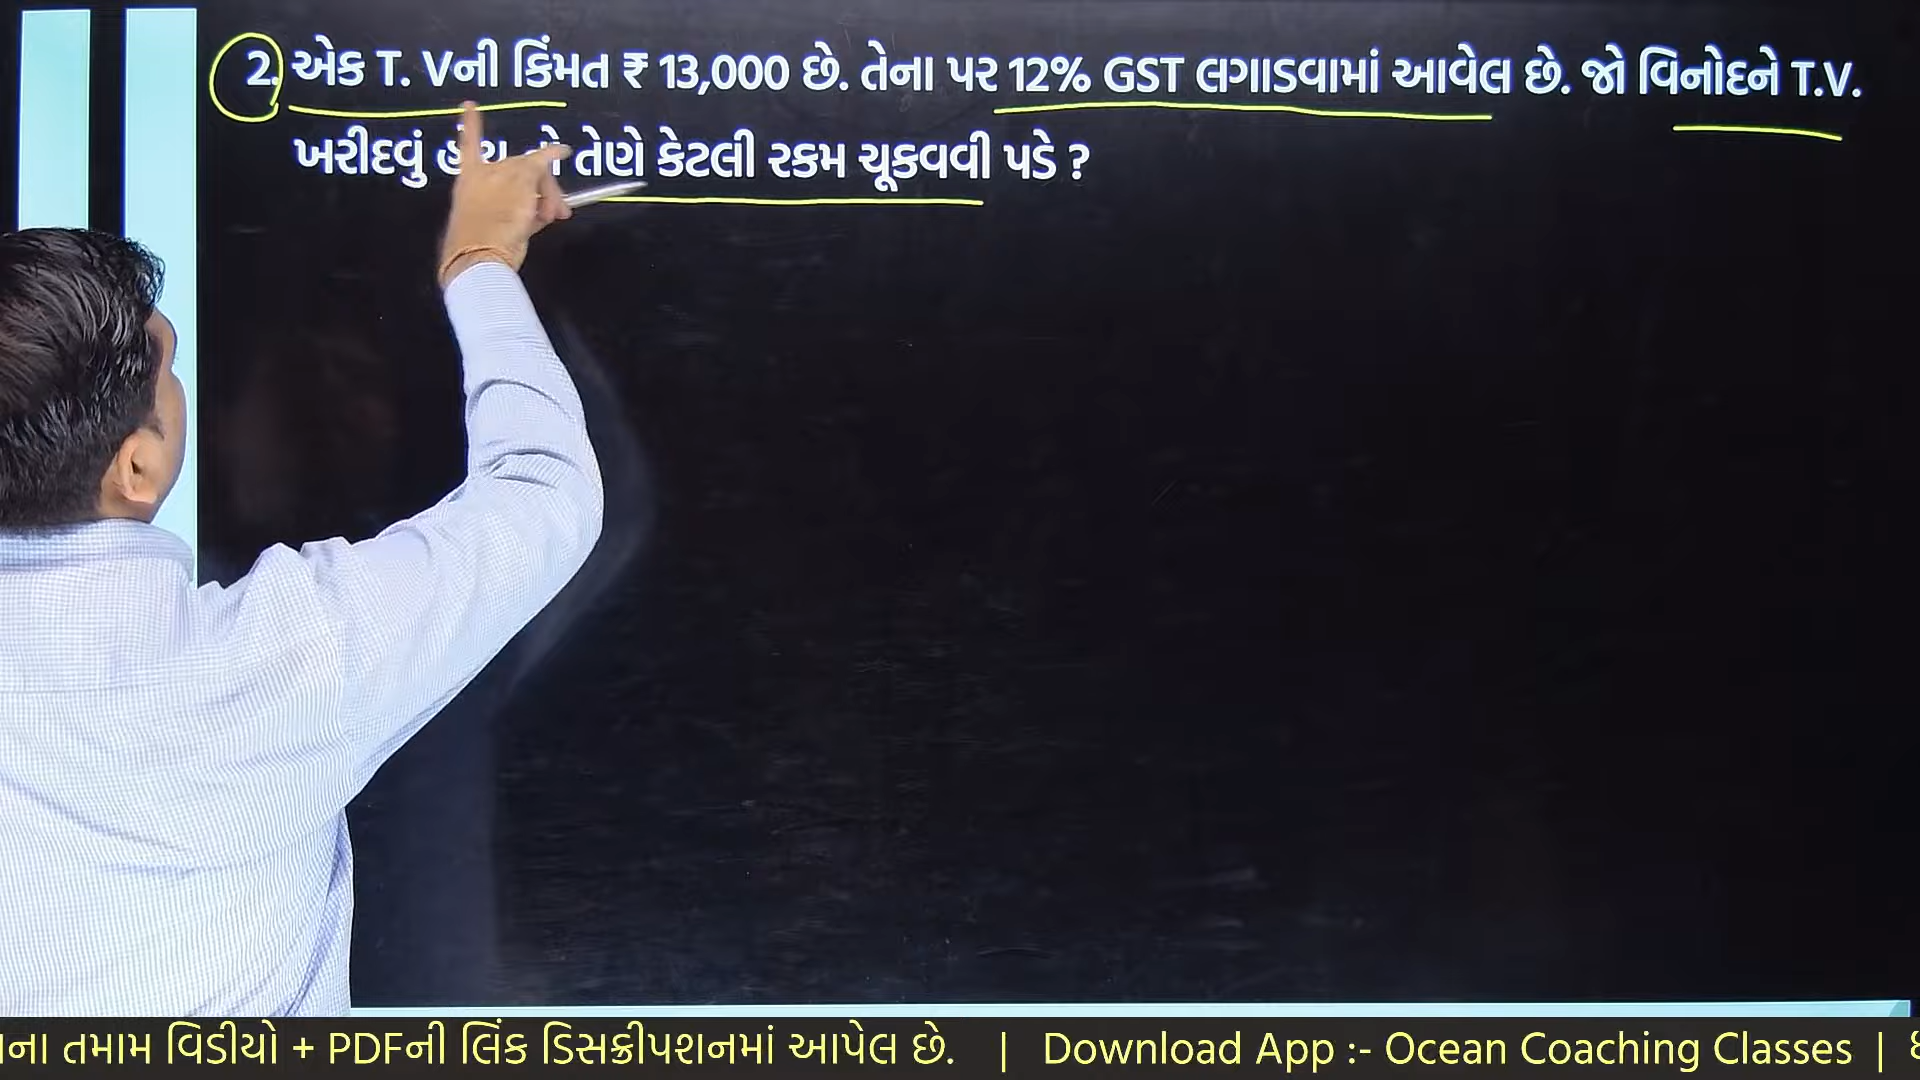 2. એક T. Vની કિંમત ₹ 13,000 છે. તેના પર 12% GST લગાડવામાં આવેલ છે. જો વિનોદને T.V.
ખરીદવું તેણે કેટલી રકમ ચૂકવવી પડે ?
તમામ વિડીયો + PDFની લિંક ડિસક્રીપશનમાં આપેલ છે. | Download App :- Ocean Coaching Classes |